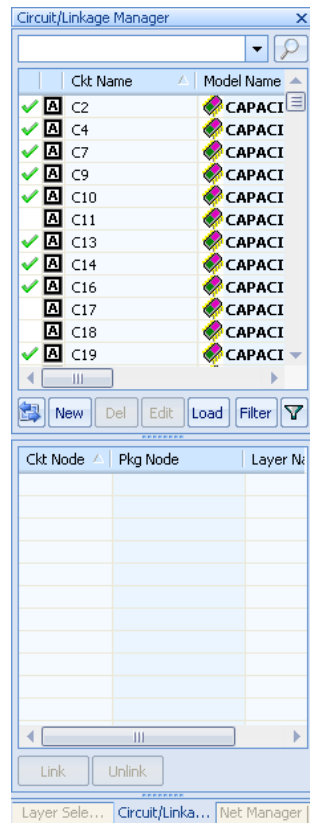 Circuit/Linkage Manager
Ckt Name Model Name
A C2 CAPACI
A C4 CAPACI
A C7 CAPACI
A C9 CAPACI
A C10 CAPACI
A C11 CAPACI
A C13 CAPACI
A C14 CAPACI
A C16 CAPACI
A C17 CAPACI
A C18 CAPACI
A C19 CAPACI
New Del Edit Load Filter
Ckt Node Pkg Node Layer Na
Link Unlink
Layer Sele... Circuit/Linka... Net Manager